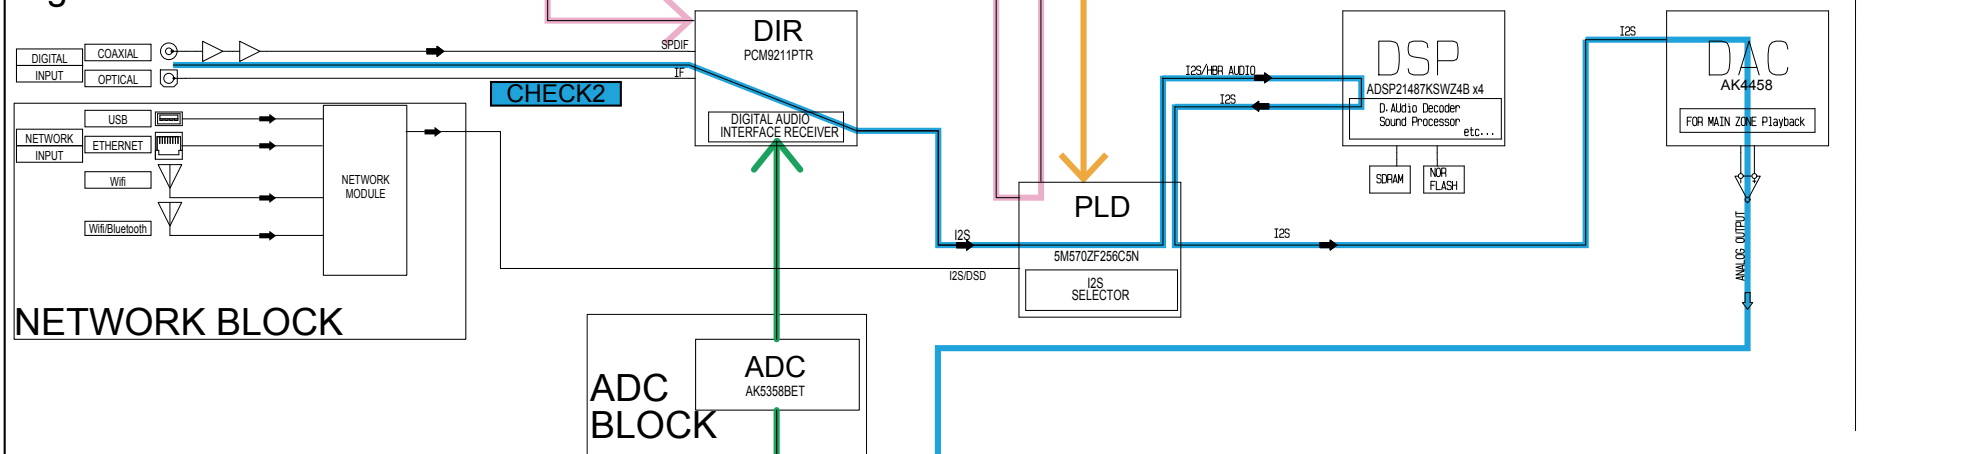 DIGITAL
INPUT
COAXIAL
OPTICAL
SPDIF
IF
CHECK2
DIR
PCM9211PTR
DIGITAL AUDIO
INTERFACE RECEIVER
NETWORK
INPUT
USB
ETHERNET
Wifi
Wifi/Bluetooth
NETWORK
MODULE
NETWORK BLOCK
ADC
AK5358BET
ADC
BLOCK
I2S
I2S/DSD
PLD
5M570ZF256C5N
I2S
SELECTOR
I2S/HBR AUDIO
I2S
I2S
DSP
ADSP21487KSWZ4B x4
D.AUdio Decoder
Sound Processor
etc...
SDRAM
NOR
FLASH
I2S
DAC
AK4458
FOR MAIN ZONE Playback
ANALOG OUTPUT